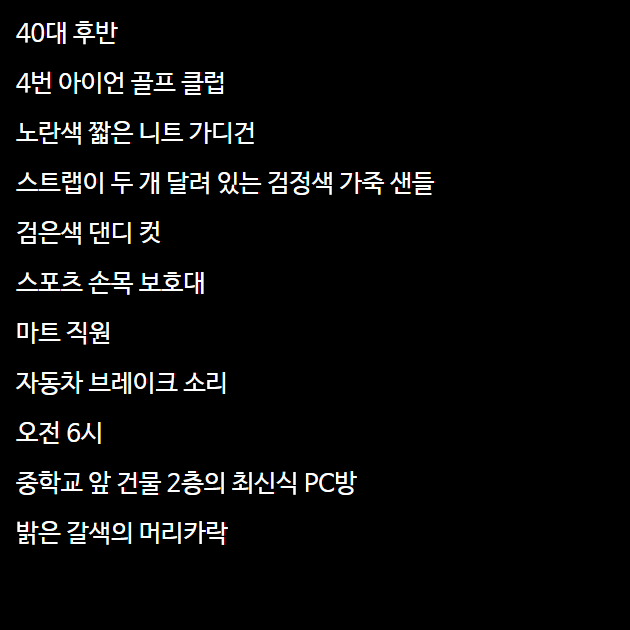 40대 후반
4번 아이언 골프 클럽
노란색 짧은 니트 가디건
스트랩이 두 개 달려 있는 검정색 가죽 샌들
검은색 댄디 컷
스포츠 손목 보호대
마트 직원
자동차 브레이크 소리
오전 6시
중학교 앞 건물 2층의 최신식 PC방
밝은 갈색의 머리카락